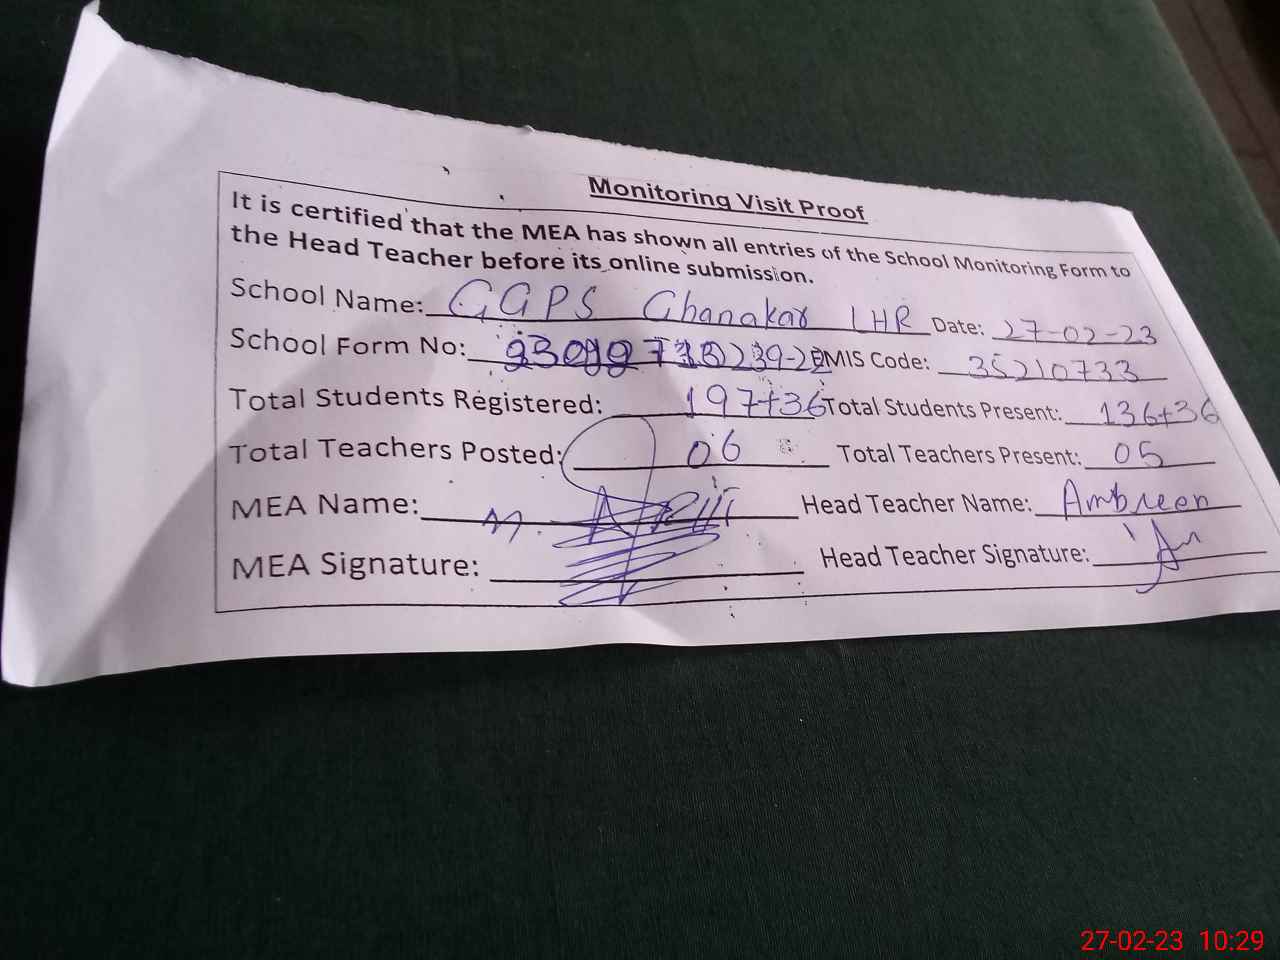 Monitoring Visit Proof
It is certified that the MEA has shown all entries of the School Monitoring Form to
the Head Teacher before its online submission.
School Name: GGPS Ghanakar LHR Date: 27-02-23
School Form No: EMIS Code: 35210733
Total Students Registered: 197+36 Total Students Present: 136+36
Total Teachers Posted: 06 Total Teachers Present: 05
MEA Name: M. Head Teacher Name: Ambreen
MEA Signature: Head Teacher Signature:
27-02-23 10:29